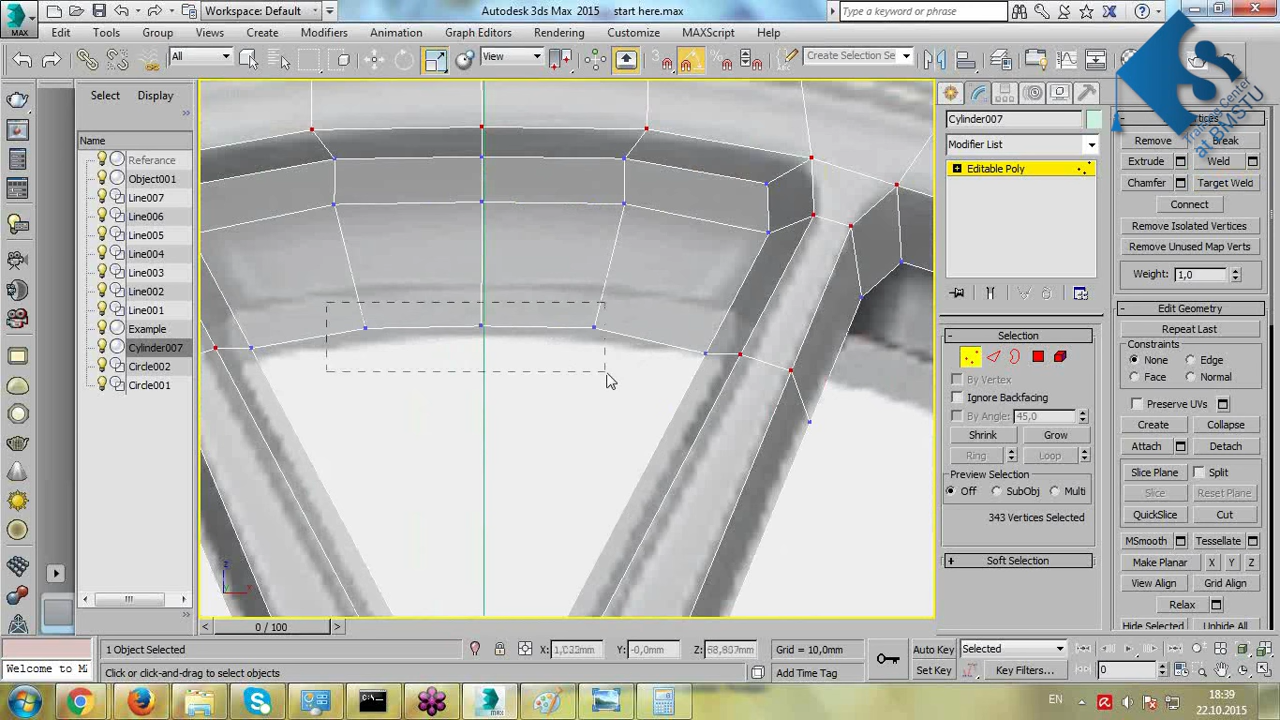 MAX
Workspace: Default
Autodesk 3ds Max 2015 start here.max
Type a keyword or phrase
Edit Tools Group Views Create Modifiers Animation Graph Editors Rendering Customize MAXScript Help
All
View
Create Selection Se
Training Center
at BMSTU
Select Display
Name
Referance
Object001
Line007
Line006
Line005
Line004
Line003
Line002
Line001
Example
Cylinder007
Circle002
Circle001
Cylinder007
Modifier List
Editable Poly
Selection
By Vertex
Ignore Backfacing
By Angle: 45,0
Shrink Grow
Ring Loop
Preview Selection
Off SubObj Multi
343 Vertices Selected
Soft Selection
Remove Break
Extrude Weld
Chamfer Target Weld
Connect
Remove Isolated Vertices
Remove Unused Map Verts
Weight: 1,0
Edit Geometry
Repeat Last
Constraints
None Edge
Face Normal
Preserve UVs
Create Collapse
Attach Detach
Slice Plane Split
Slice Reset Plane
QuickSlice Cut
MSmooth Tessellate
Make Planar X Y Z
View Align Grid Align
Relax
Hide Selected Unhide All
0 / 100
1 Object Selected
X: Y: -0,0mm Z:
Grid = 10,0mm
Auto Key Selected
Welcome to M
Click or click-and-drag to select objects
Add Time Tag
Set Key Key Filters...
0
EN
18:39
22.10.2015